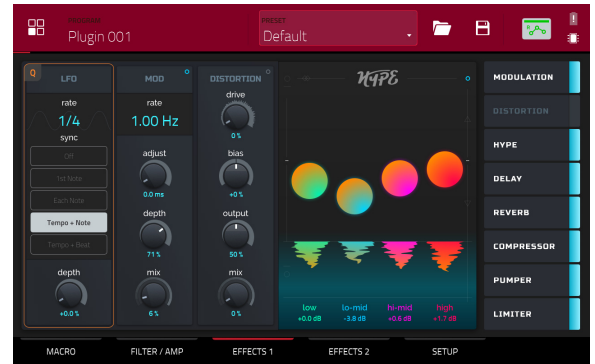 PROGRAM
Plugin 001
PRESET
Default
Q
LFO
MOD
DISTORTION
HYPE
MODULATION
rate
1/4
sync
Off
1st Note
Each Note
Tempo + Note
Tempo + Beat
depth
+0.0 %
rate
1.00 Hz
adjust
0.0 ms
depth
71 %
mix
6 %
drive
0 %
bias
+0 %
output
50 %
mix
0 %
low
lo-mid
hi-mid
high
+0.0 dB
-3.8 dB
+0.6 dB
+1.7 dB
DISTORTION
HYPE
DELAY
REVERB
COMPRESSOR
PUMPER
LIMITER
MACRO
FILTER / AMP
EFFECTS 1
EFFECTS 2
SETUP